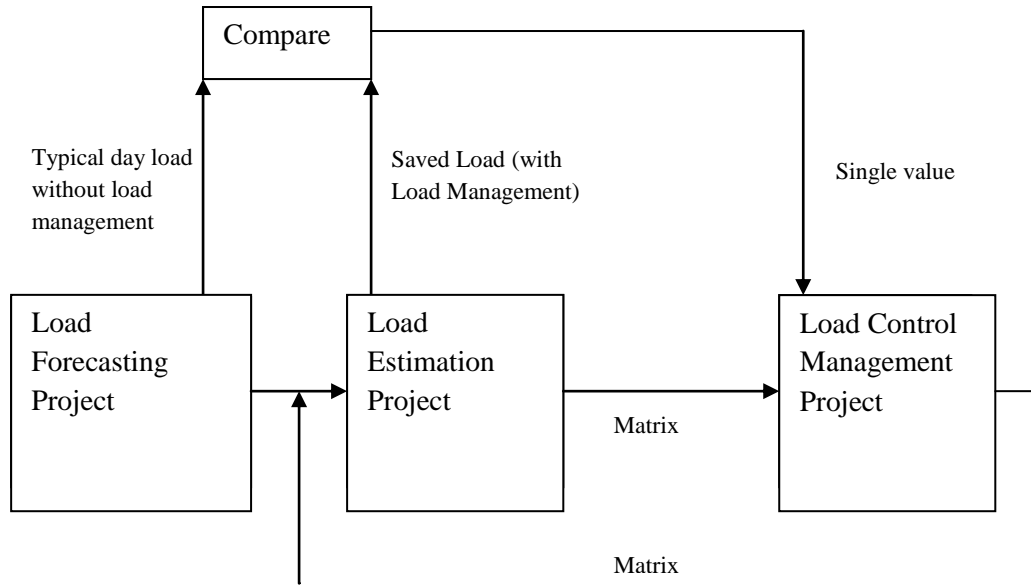 Compare
Typical day load
without load
management
Saved Load (with
Load Management)
Single value
Load
Forecasting
Project
Load
Estimation
Project
Load Control
Management
Project
Matrix
Matrix